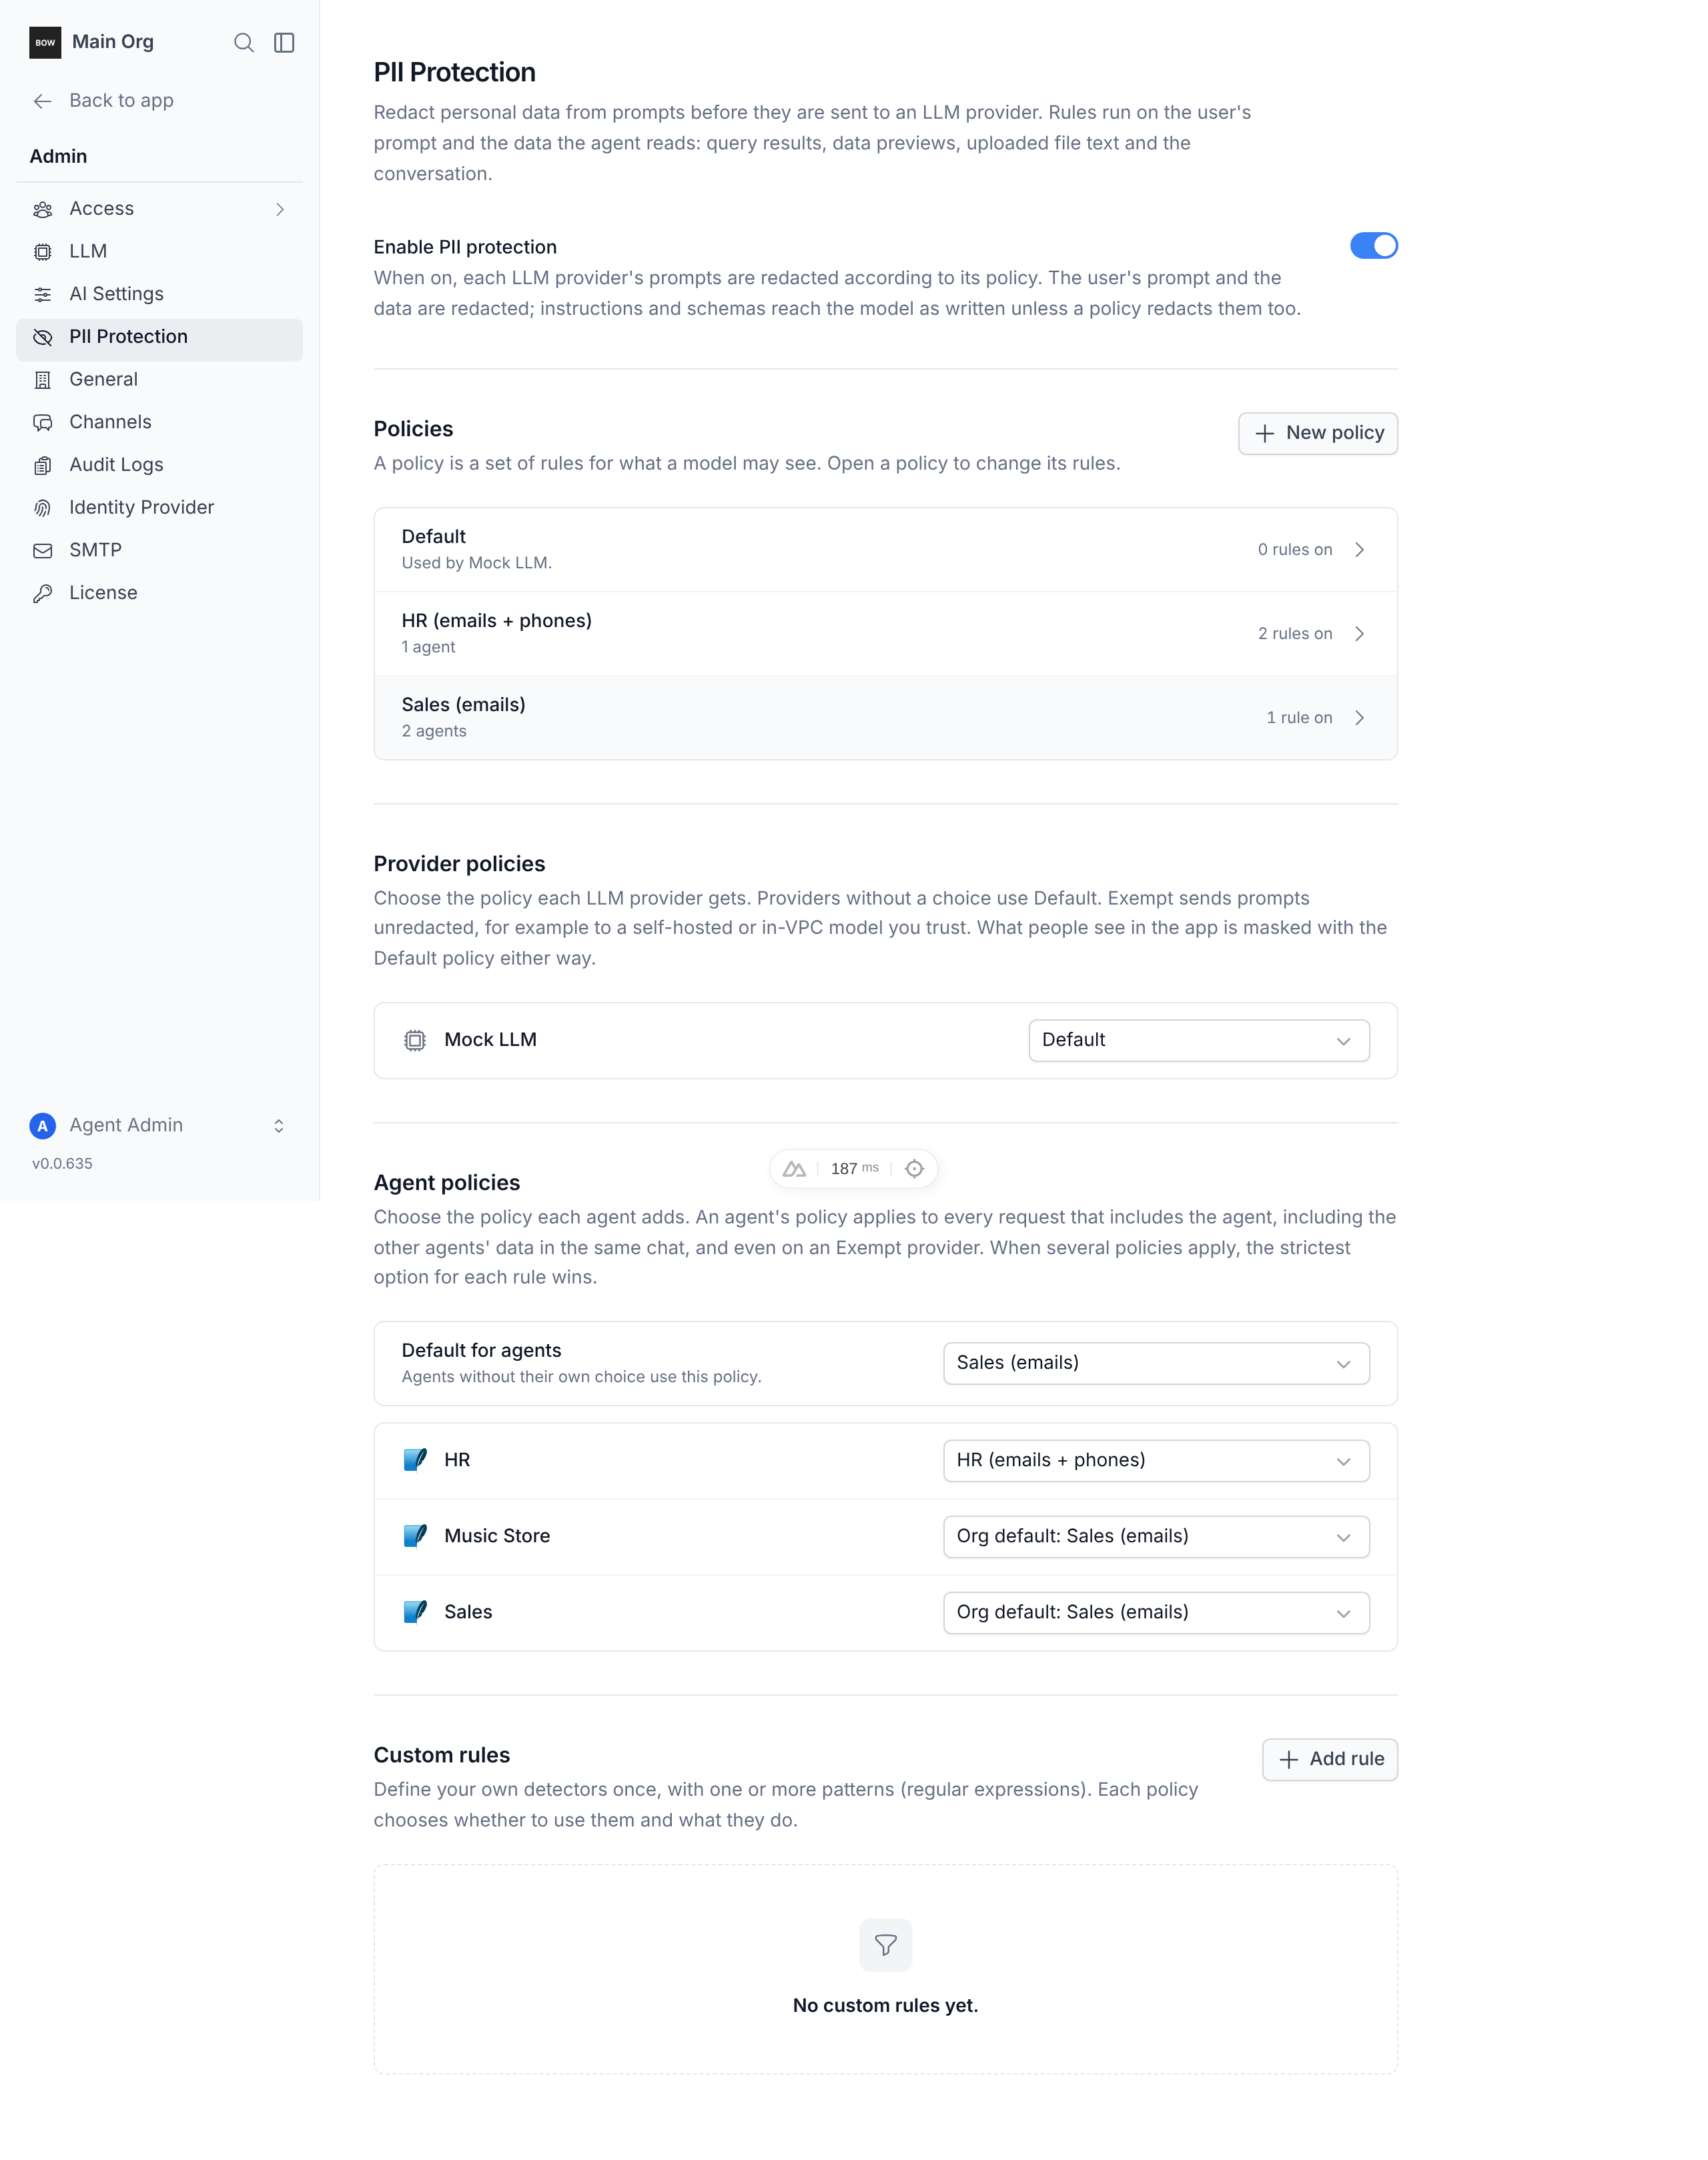 BOW Main Org
Back to app
Admin
Access
LLM
AI Settings
PII Protection
General
Channels
Audit Logs
Identity Provider
SMTP
License
A Agent Admin
v0.0.635
PII Protection
Redact personal data from prompts before they are sent to an LLM provider. Rules run on the user's
prompt and the data the agent reads: query results, data previews, uploaded file text and the
conversation.
Enable PII protection
When on, each LLM provider's prompts are redacted according to its policy. The user's prompt and the
data are redacted; instructions and schemas reach the model as written unless a policy redacts them too.
Policies
New policy
A policy is a set of rules for what a model may see. Open a policy to change its rules.
Default
Used by Mock LLM.
0 rules on
HR (emails + phones)
1 agent
2 rules on
Sales (emails)
2 agents
1 rule on
Provider policies
Choose the policy each LLM provider gets. Providers without a choice use Default. Exempt sends prompts
unredacted, for example to a self-hosted or in-VPC model you trust. What people see in the app is masked with the
Default policy either way.
Mock LLM
Default
187 ms
Agent policies
Choose the policy each agent adds. An agent's policy applies to every request that includes the agent, including the
other agents' data in the same chat, and even on an Exempt provider. When several policies apply, the strictest
option for each rule wins.
Default for agents
Agents without their own choice use this policy.
Sales (emails)
HR
HR (emails + phones)
Music Store
Org default: Sales (emails)
Sales
Org default: Sales (emails)
Custom rules
Add rule
Define your own detectors once, with one or more patterns (regular expressions). Each policy
chooses whether to use them and what they do.
No custom rules yet.